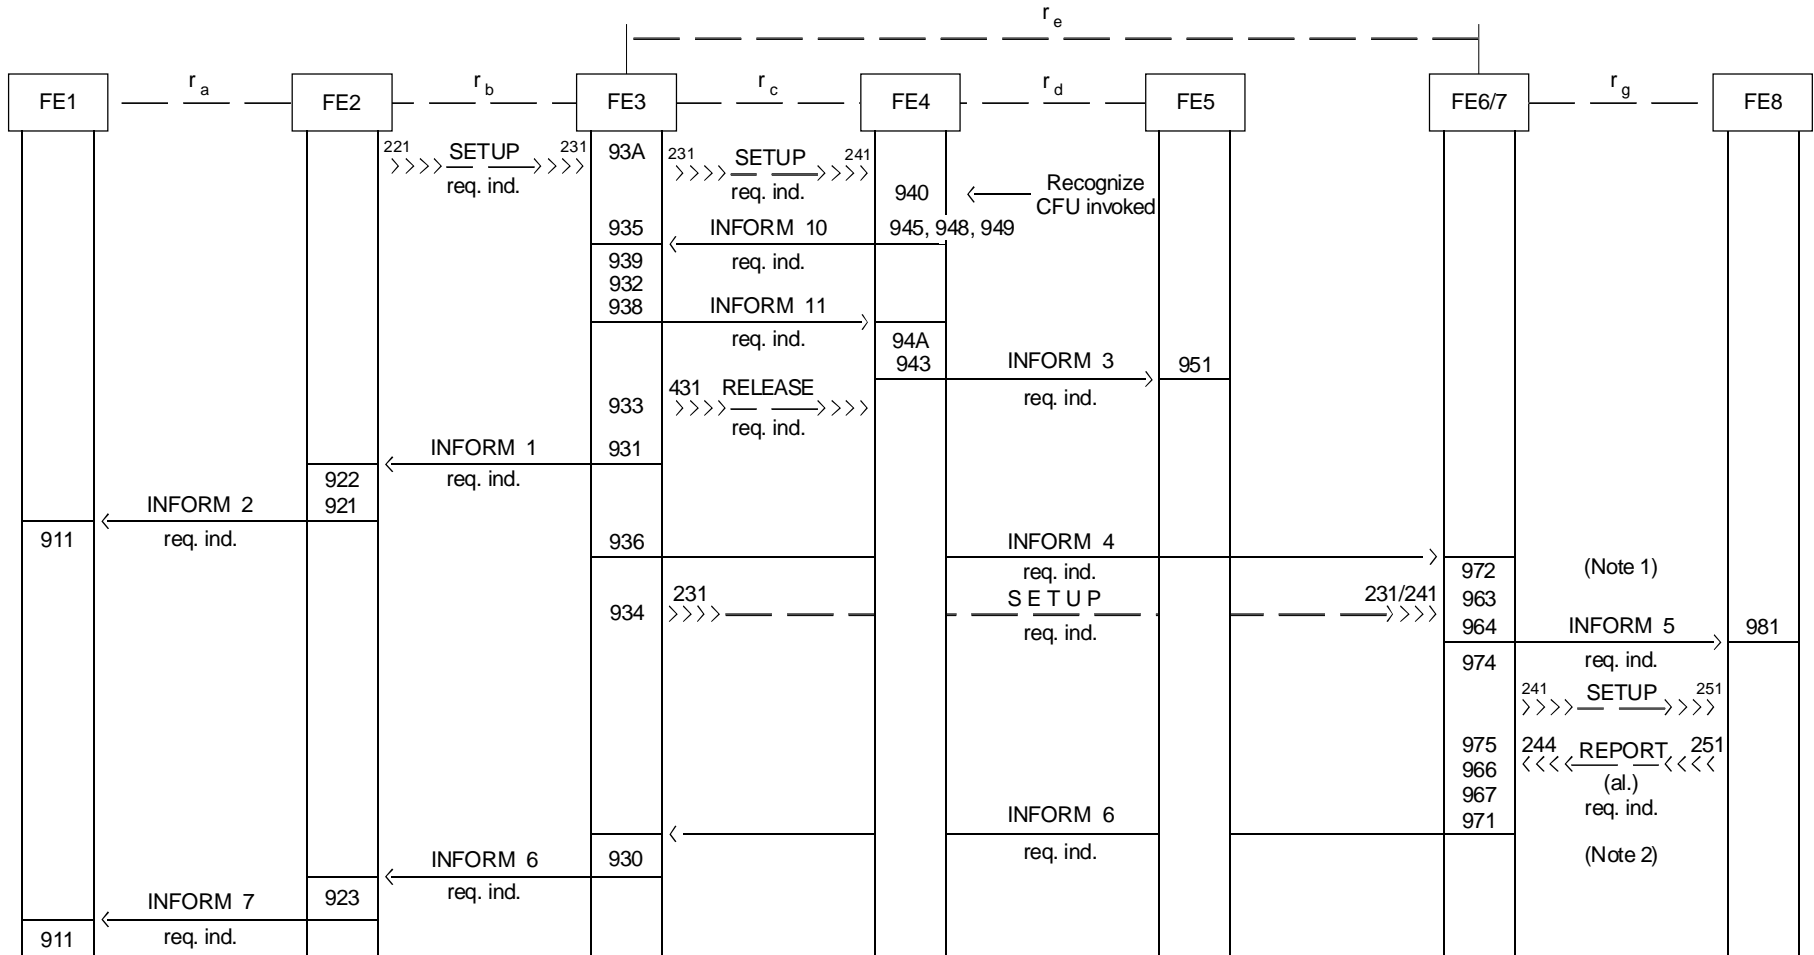 r e
r a r b r c r d r g
FE1 FE2 FE3 FE4 FE5 FE6/7 FE8
221 SETUP 231 93A 231 SETUP 241
req. ind. req. ind.
940 Recognize
CFU invoked
935 INFORM 10 945, 948, 949
939 req. ind.
932
938 INFORM 11
req. ind. 94A
943 INFORM 3 951
req. ind.
933 431 RELEASE
req. ind.
INFORM 1 931
922 req. ind.
INFORM 2 921
911 req. ind.
936 INFORM 4
req. ind. 972 (Note 1)
934 231 SETUP 231/241 963
req. ind.
964 INFORM 5 981
974 req. ind.
241 SETUP 251
975 244 REPORT 251
966 (al.)
967 req. ind.
INFORM 6 971
req. ind. (Note 2)
INFORM 6 930
req. ind.
INFORM 7 923
911 req. ind.